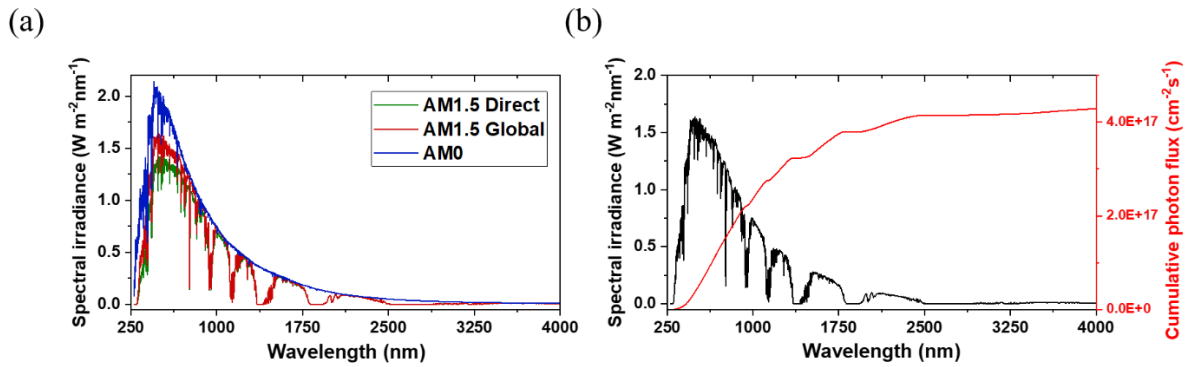 (a)
Spectral irradiance (W m⁻²nm⁻¹)
2.0
1.5
1.0
0.5
0.0
AM1.5 Direct
AM1.5 Global
AM0
250 1000 1750 2500 3250 4000
Wavelength (nm)
(b)
Spectral irradiance (W m⁻²nm⁻¹)
2.0
1.5
1.0
0.5
0.0
250 1000 1750 2500 3250 4000
Wavelength (nm)
4.0E+17
2.0E+17
0.0E+0
Cumulative photon flux (cm⁻²s⁻¹)